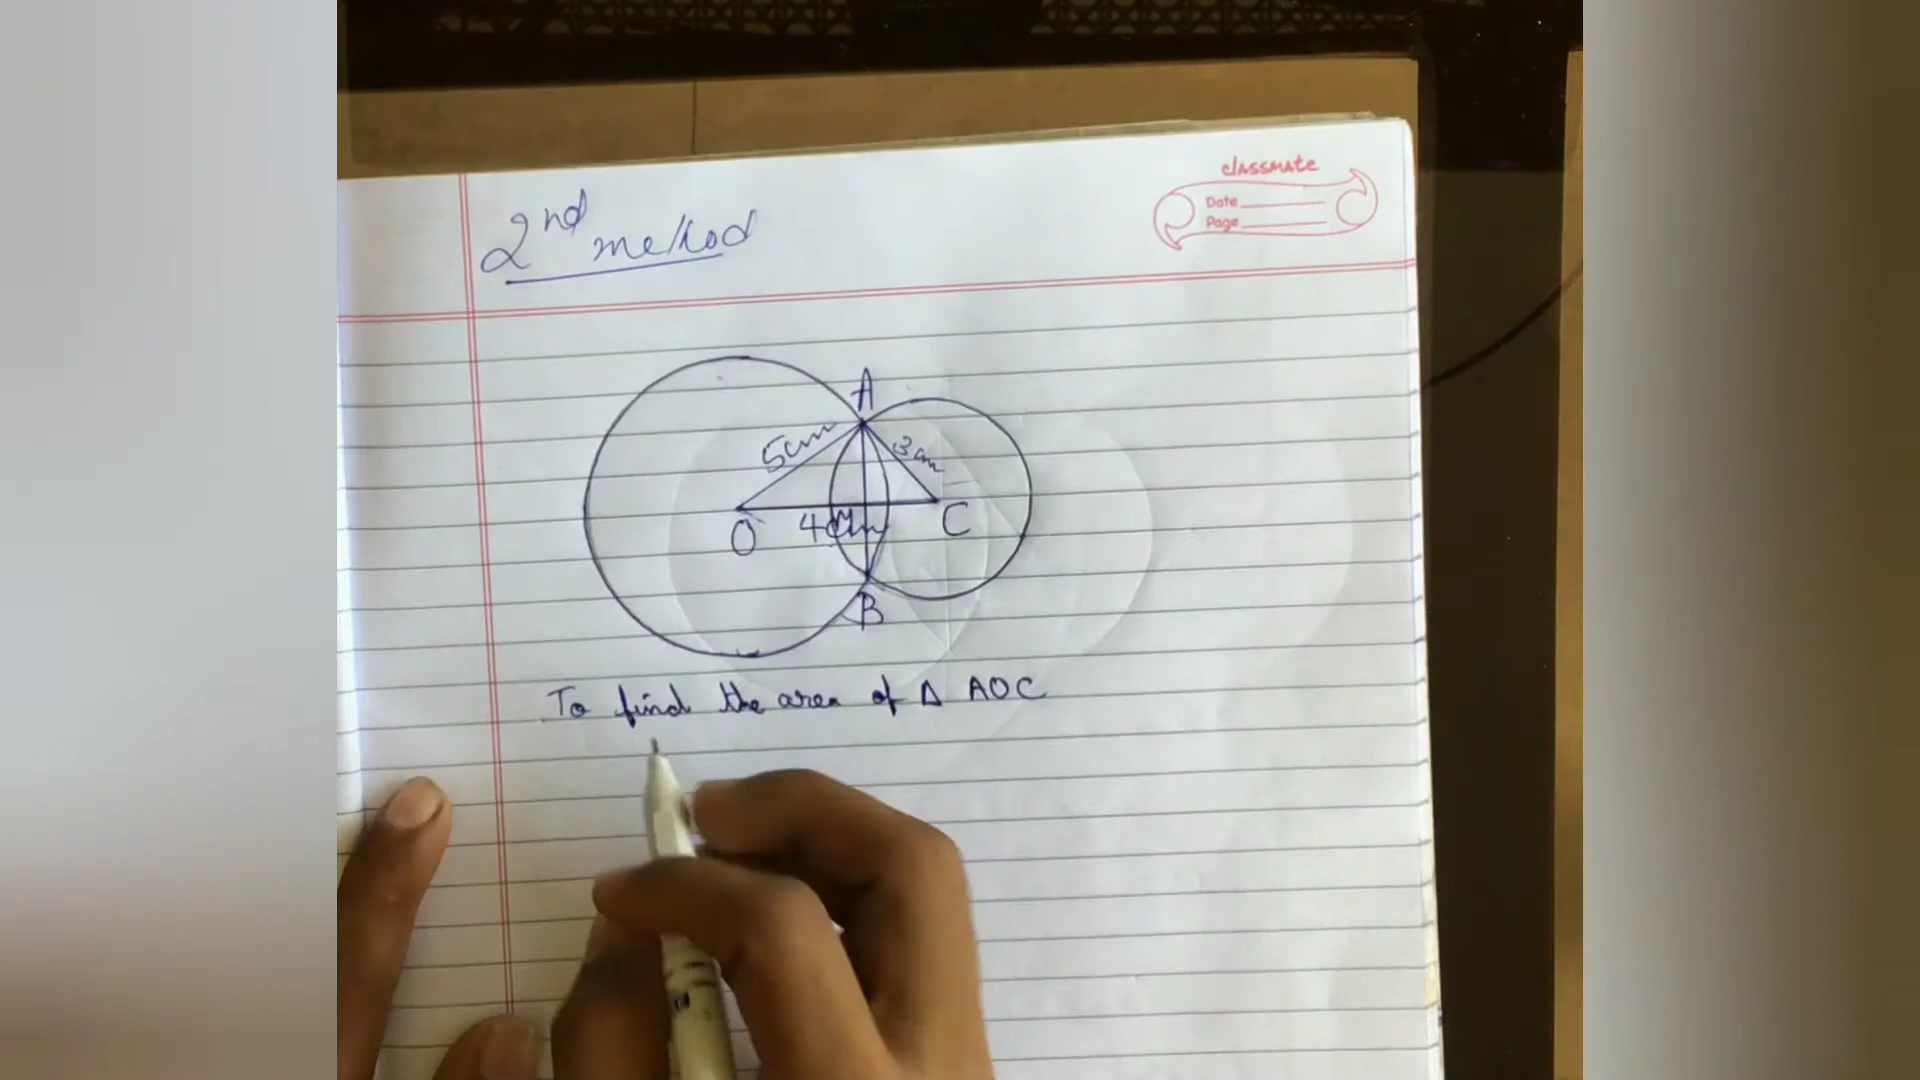 classmate
Date
Page
2nd method
A
5cm
3cm
O
4cm
C
B
To find the area of Δ AOC